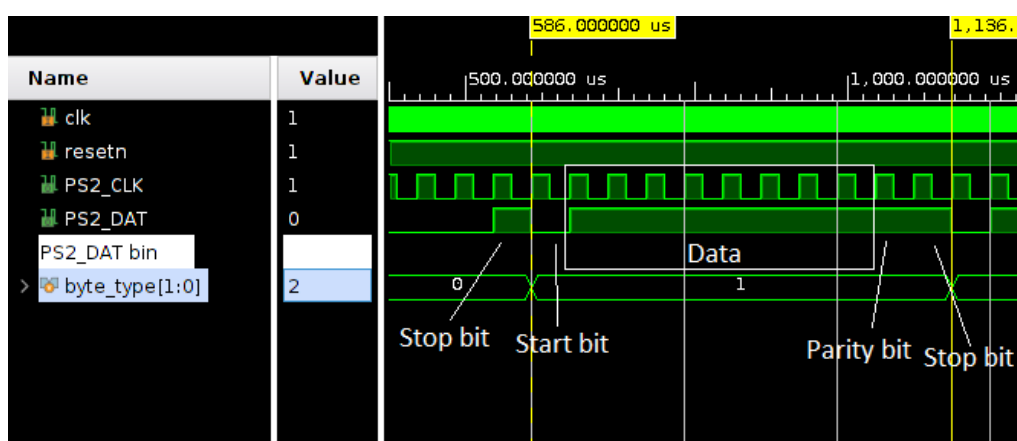 586.000000 us
1,136.
Name
Value
500.000000 us
1,000.000000 us
clk
1
resetn
1
PS2_CLK
1
PS2_DAT
0
PS2_DAT bin
Data
byte_type[1:0]
2
0
1
Stop bit
Start bit
Parity bit
Stop bit